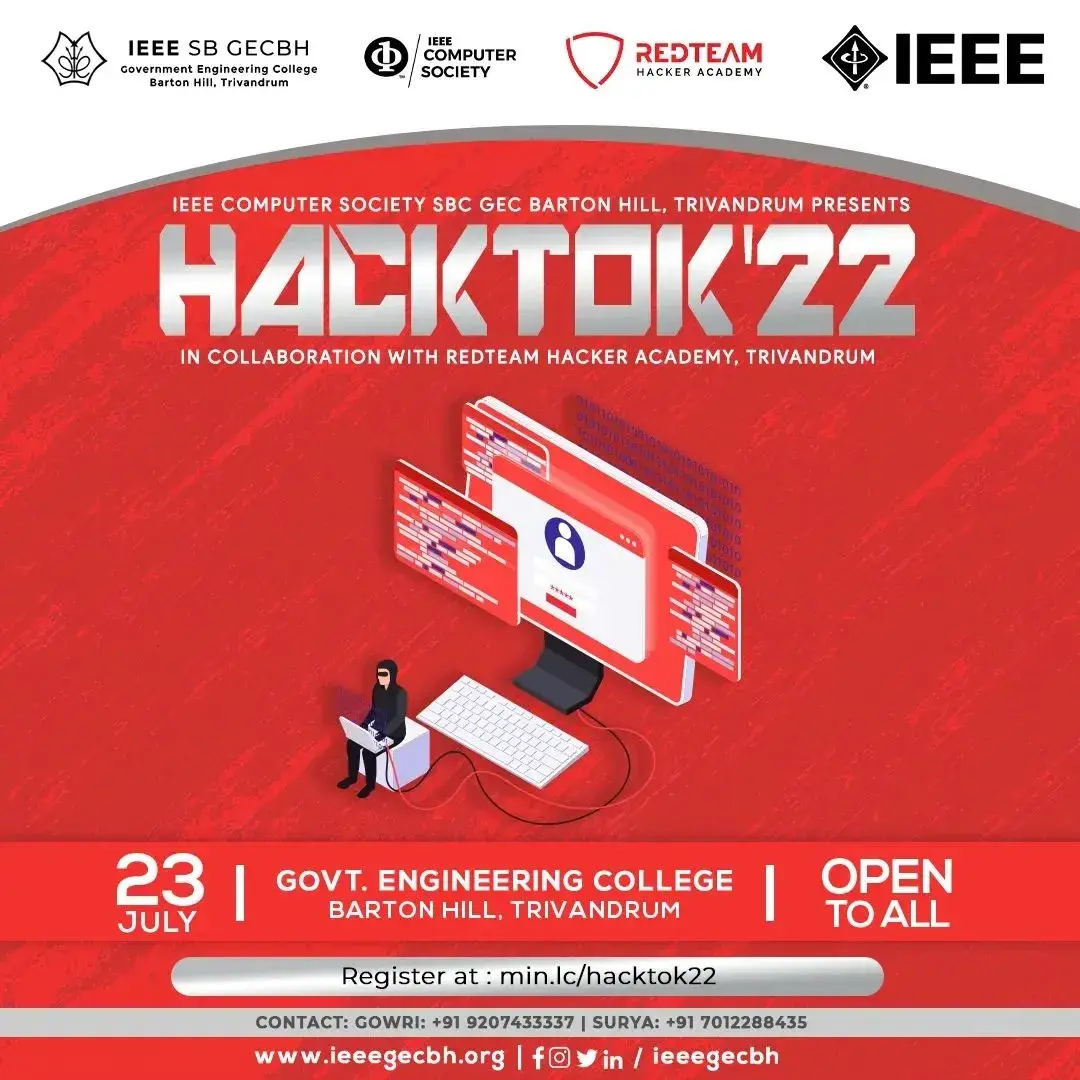 IEEE SB GECBH
Government Engineering College
Barton Hill, Trivandrum
IEEE
COMPUTER
SOCIETY
REDTEAM
HACKER ACADEMY
IEEE
IEEE COMPUTER SOCIETY SBC GEC BARTON HILL, TRIVANDRUM PRESENTS
HACKTOK'22
IN COLLABORATION WITH REDTEAM HACKER ACADEMY, TRIVANDRUM
*****
23
JULY
GOVT. ENGINEERING COLLEGE
BARTON HILL, TRIVANDRUM
OPEN
TO ALL
Register at : min.lc/hacktok22
CONTACT: GOWRI: +91 9207433337 | SURYA: +91 7012288435
www.ieeegecbh.org | / ieeegecbh